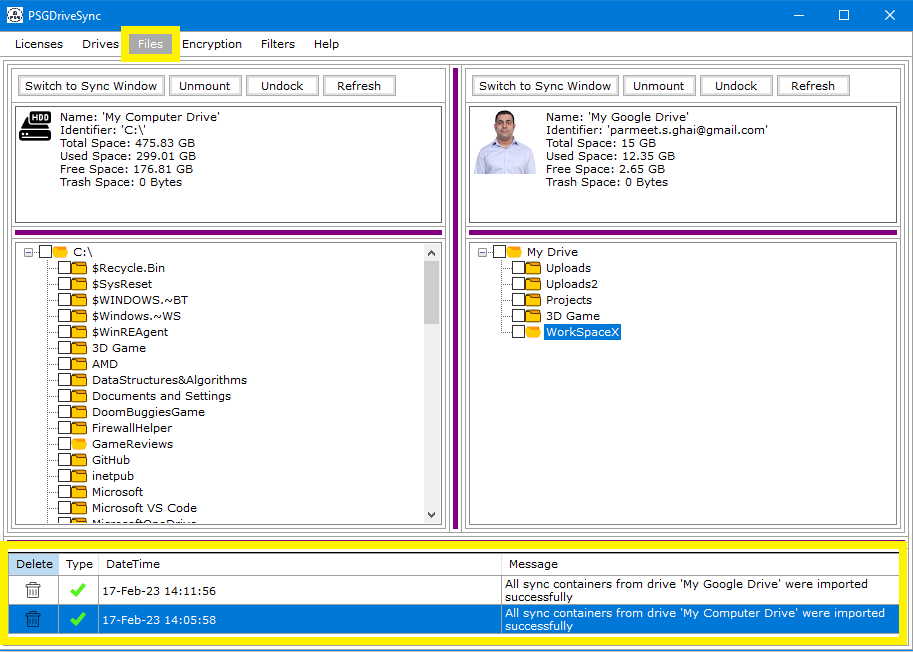 PSGDriveSync
Licenses Drives Files Encryption Filters Help
Switch to Sync Window Unmount Undock Refresh
HDD
Name: 'My Computer Drive'
Identifier: 'C:\'
Total Space: 475.83 GB
Used Space: 299.01 GB
Free Space: 176.81 GB
Trash Space: 0 Bytes
C:\
$Recycle.Bin
$SysReset
$WINDOWS.~BT
$Windows.~WS
$WinREAgent
3D Game
AMD
DataStructures&Algorithms
Documents and Settings
DoomBuggiesGame
FirewallHelper
GameReviews
GitHub
inetpub
Microsoft
Microsoft VS Code
MicrosoftOneDrive
Switch to Sync Window Unmount Undock Refresh
Name: 'My Google Drive'
Identifier: 'parmeet.s.ghai@gmail.com'
Total Space: 15 GB
Used Space: 12.35 GB
Free Space: 2.65 GB
Trash Space: 0 Bytes
My Drive
Uploads
Uploads2
Projects
3D Game
WorkSpaceX
Delete Type DateTime Message
17-Feb-23 14:11:56 All sync containers from drive 'My Google Drive' were imported
successfully
17-Feb-23 14:05:58 All sync containers from drive 'My Computer Drive' were imported
successfully